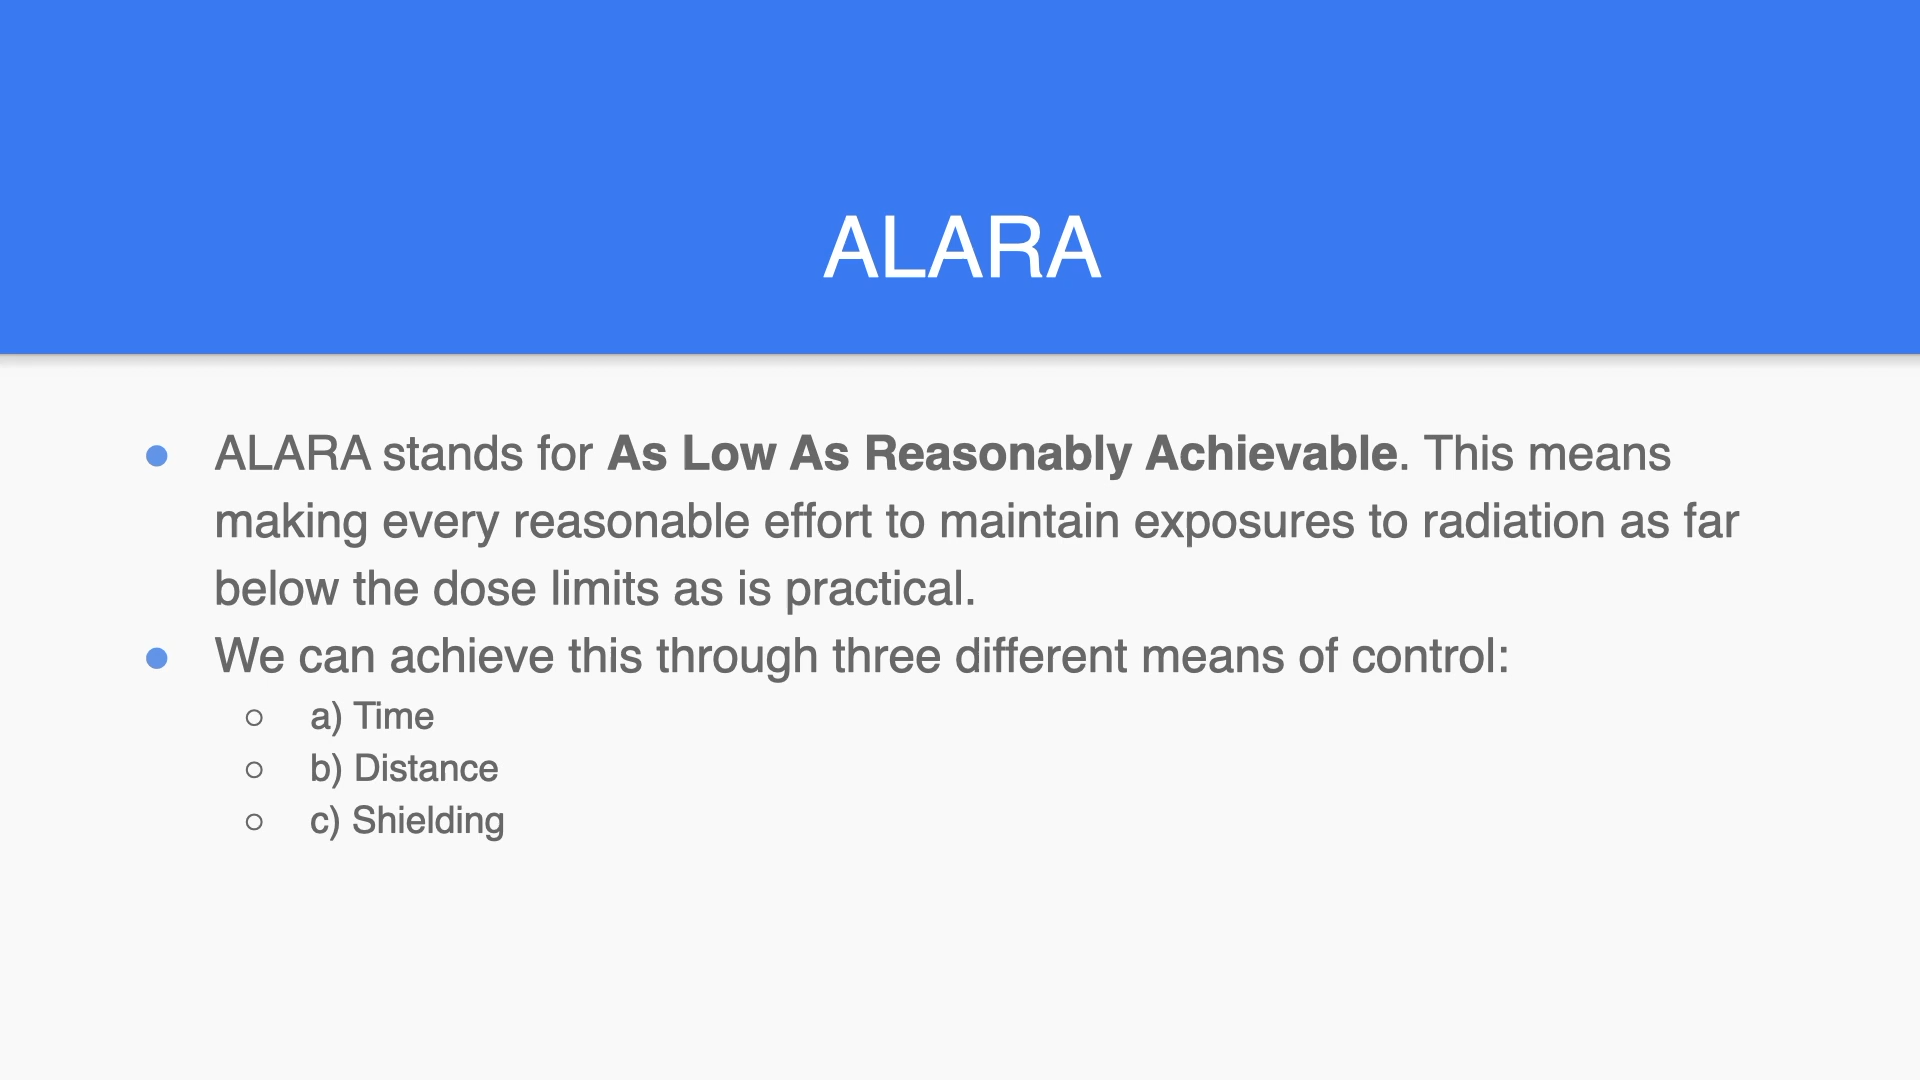 ALARA
● ALARA stands for As Low As Reasonably Achievable. This means
making every reasonable effort to maintain exposures to radiation as far
below the dose limits as is practical.
● We can achieve this through three different means of control:
○ a) Time
○ b) Distance
○ c) Shielding